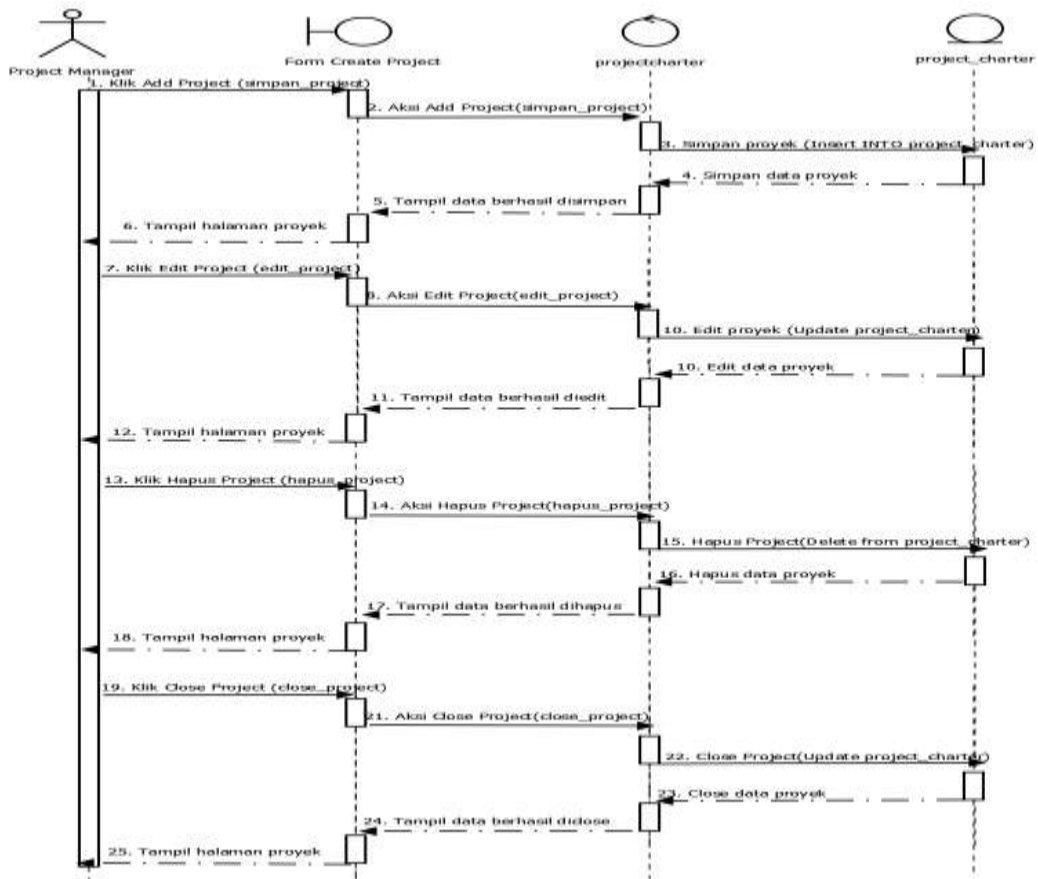 Project Manager
Form Create Project
projectcharter
project_charter
1. Klik Add Project (simpan_project)
2. Aksi Add Project(simpan_project)
3. Simpan proyek (Insert INTO project_charter)
4. Simpan data proyek
5. Tampil data berhasil disimpan
6. Tampil halaman proyek
7. Klik Edit Project (edit_project)
8. Aksi Edit Project(edit_project)
10. Edit proyek (Update project_charter)
10. Edit data proyek
11. Tampil data berhasil diedit
12. Tampil halaman proyek
13. Klik Hapus Project (hapus_project)
14. Aksi Hapus Project(hapus_project)
15. Hapus Project(Delete from project_charter)
16. Hapus data proyek
17. Tampil data berhasil dihapus
18. Tampil halaman proyek
19. Klik Close Project (close_project)
21. Aksi Close Project(close_project)
22. Close Project(Update project_charter)
23. Close data proyek
24. Tampil data berhasil diclose
25. Tampil halaman proyek